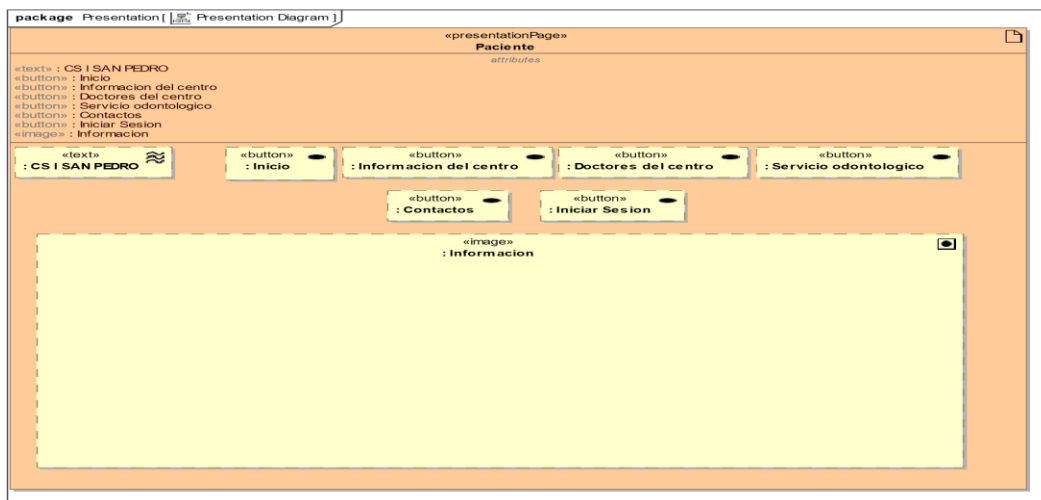 package Presentation [ Presentation Diagram ]
«presentationPage»
Paciente
attributes
«text» : CS I SAN PEDRO
«button» : Inicio
«button» : Informacion del centro
«button» : Doctores del centro
«button» : Servicio odontologico
«button» : Contactos
«button» : Iniciar Sesion
«image» : Informacion
«text»
: CS I SAN PEDRO
«button»
: Inicio
«button»
: Informacion del centro
«button»
: Doctores del centro
«button»
: Servicio odontologico
«button»
: Contactos
«button»
: Iniciar Sesion
«image»
: Informacion